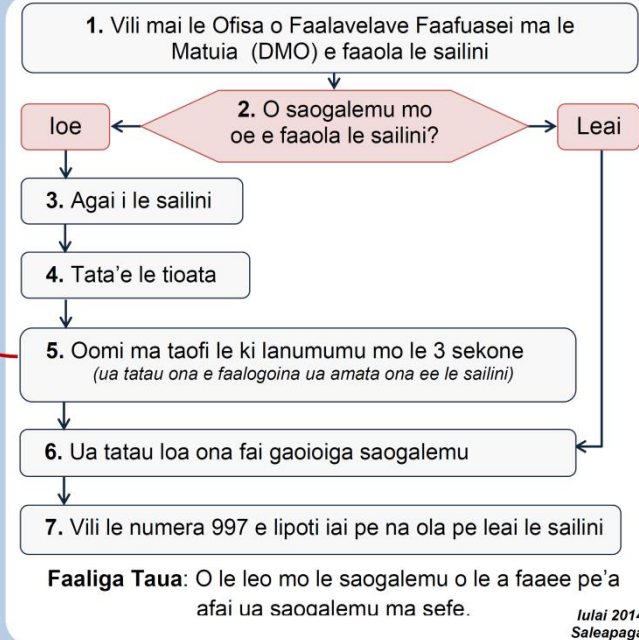 1. Vili mai le Ofisa o Faalavelave Faafuasei ma le
Matuia (DMO) e faaola le sailini
2. O saogalemu mo
oe e faaola le sailini?
Ioe
Leai
3. Agai i le sailini
4. Tata'e le tioata
5. Oomi ma taofi le ki lanumumu mo le 3 sekone
(ua tatau ona e faalogoina ua amata ona ee le sailini)
6. Ua tatau loa ona fai gaoioiga saogalemu
7. Vili le numera 997 e lipoti iai pe na ola pe leai le sailini
Faaliga Taua: O le leo mo le saogalemu o le a faaee pe'a
afai ua saogalemu ma sefe.
Iulai 2014
Saleapaga